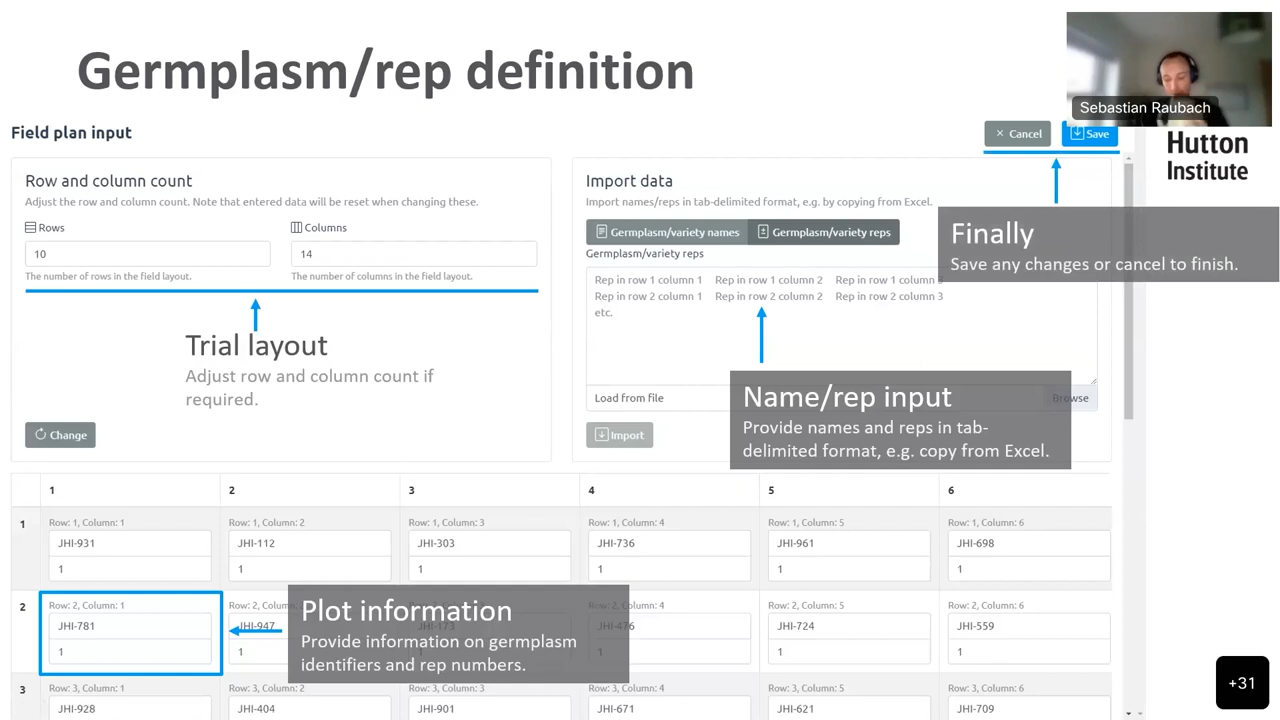 Germplasm/rep definition
Sebastian Raubach
Hutton
Institute
Field plan input
Cancel
Save
Row and column count
Adjust the row and column count. Note that entered data will be reset when changing these.
Rows
Columns
10
14
The number of rows in the field layout.
The number of columns in the field layout.
Trial layout
Adjust row and column count if
required.
Change
Import data
Import names/reps in tab-delimited format, e.g. by copying from Excel.
Germplasm/variety names
Germplasm/variety reps
Germplasm/variety reps
Rep in row 1 column 1 Rep in row 1 column 2 Rep in row 1 column 3
Rep in row 2 column 1 Rep in row 2 column 2 Rep in row 2 column 3
etc.
Load from file
Browse
Import
Finally
Save any changes or cancel to finish.
Name/rep input
Provide names and reps in tab-
delimited format, e.g. copy from Excel.
1 2 3 4 5 6
1
Row: 1, Column: 1 Row: 1, Column: 2 Row: 1, Column: 3 Row: 1, Column: 4 Row: 1, Column: 5 Row: 1, Column: 6
JHI-931 JHI-112 JHI-303 JHI-736 JHI-961 JHI-698
1 1 1 1 1 1
2
Row: 2, Column: 1 Row: 2, Column: 4 Row: 2, Column: 5 Row: 2, Column: 6
JHI-781 JHI-947 JHI-173 JHI-476 JHI-724 JHI-559
1 1 1 1 1
Plot information
Provide information on germplasm
identifiers and rep numbers.
3
Row: 3, Column: 1 Row: 3, Column: 2 Row: 3, Column: 3 Row: 3, Column: 4 Row: 3, Column: 5 Row: 3, Column: 6
JHI-928 JHI-404 JHI-901 JHI-671 JHI-621 JHI-709
+31